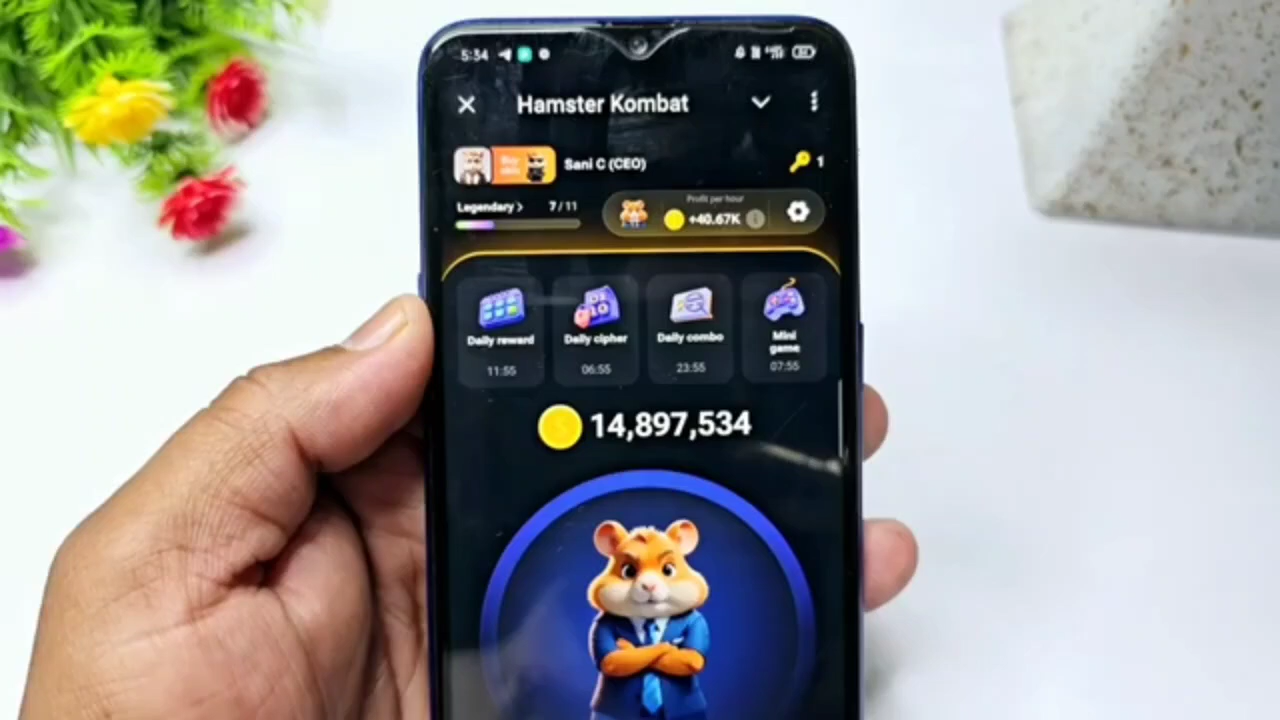 5:34
Hamster Kombat
Sani C (CEO)
1
Legendary >
7/11
Profit per hour
+40.67K
Daily reward
11:55
Daily cipher
06:55
Daily combo
23:55
Mini
game
07:55
14,897,534